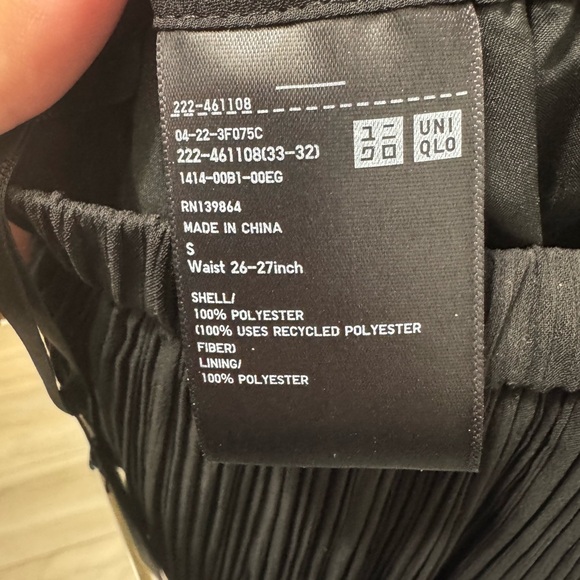 222-461108
04-22-3F075C
222-461108(33-32)
1414-00B1-00EG
ユニ
クロ
UNI
QLO
RN139864
MADE IN CHINA
S
Waist 26-27inch
SHELL/
100% POLYESTER
(100% USES RECYCLED POLYESTER
FIBER)
LINING/
100% POLYESTER